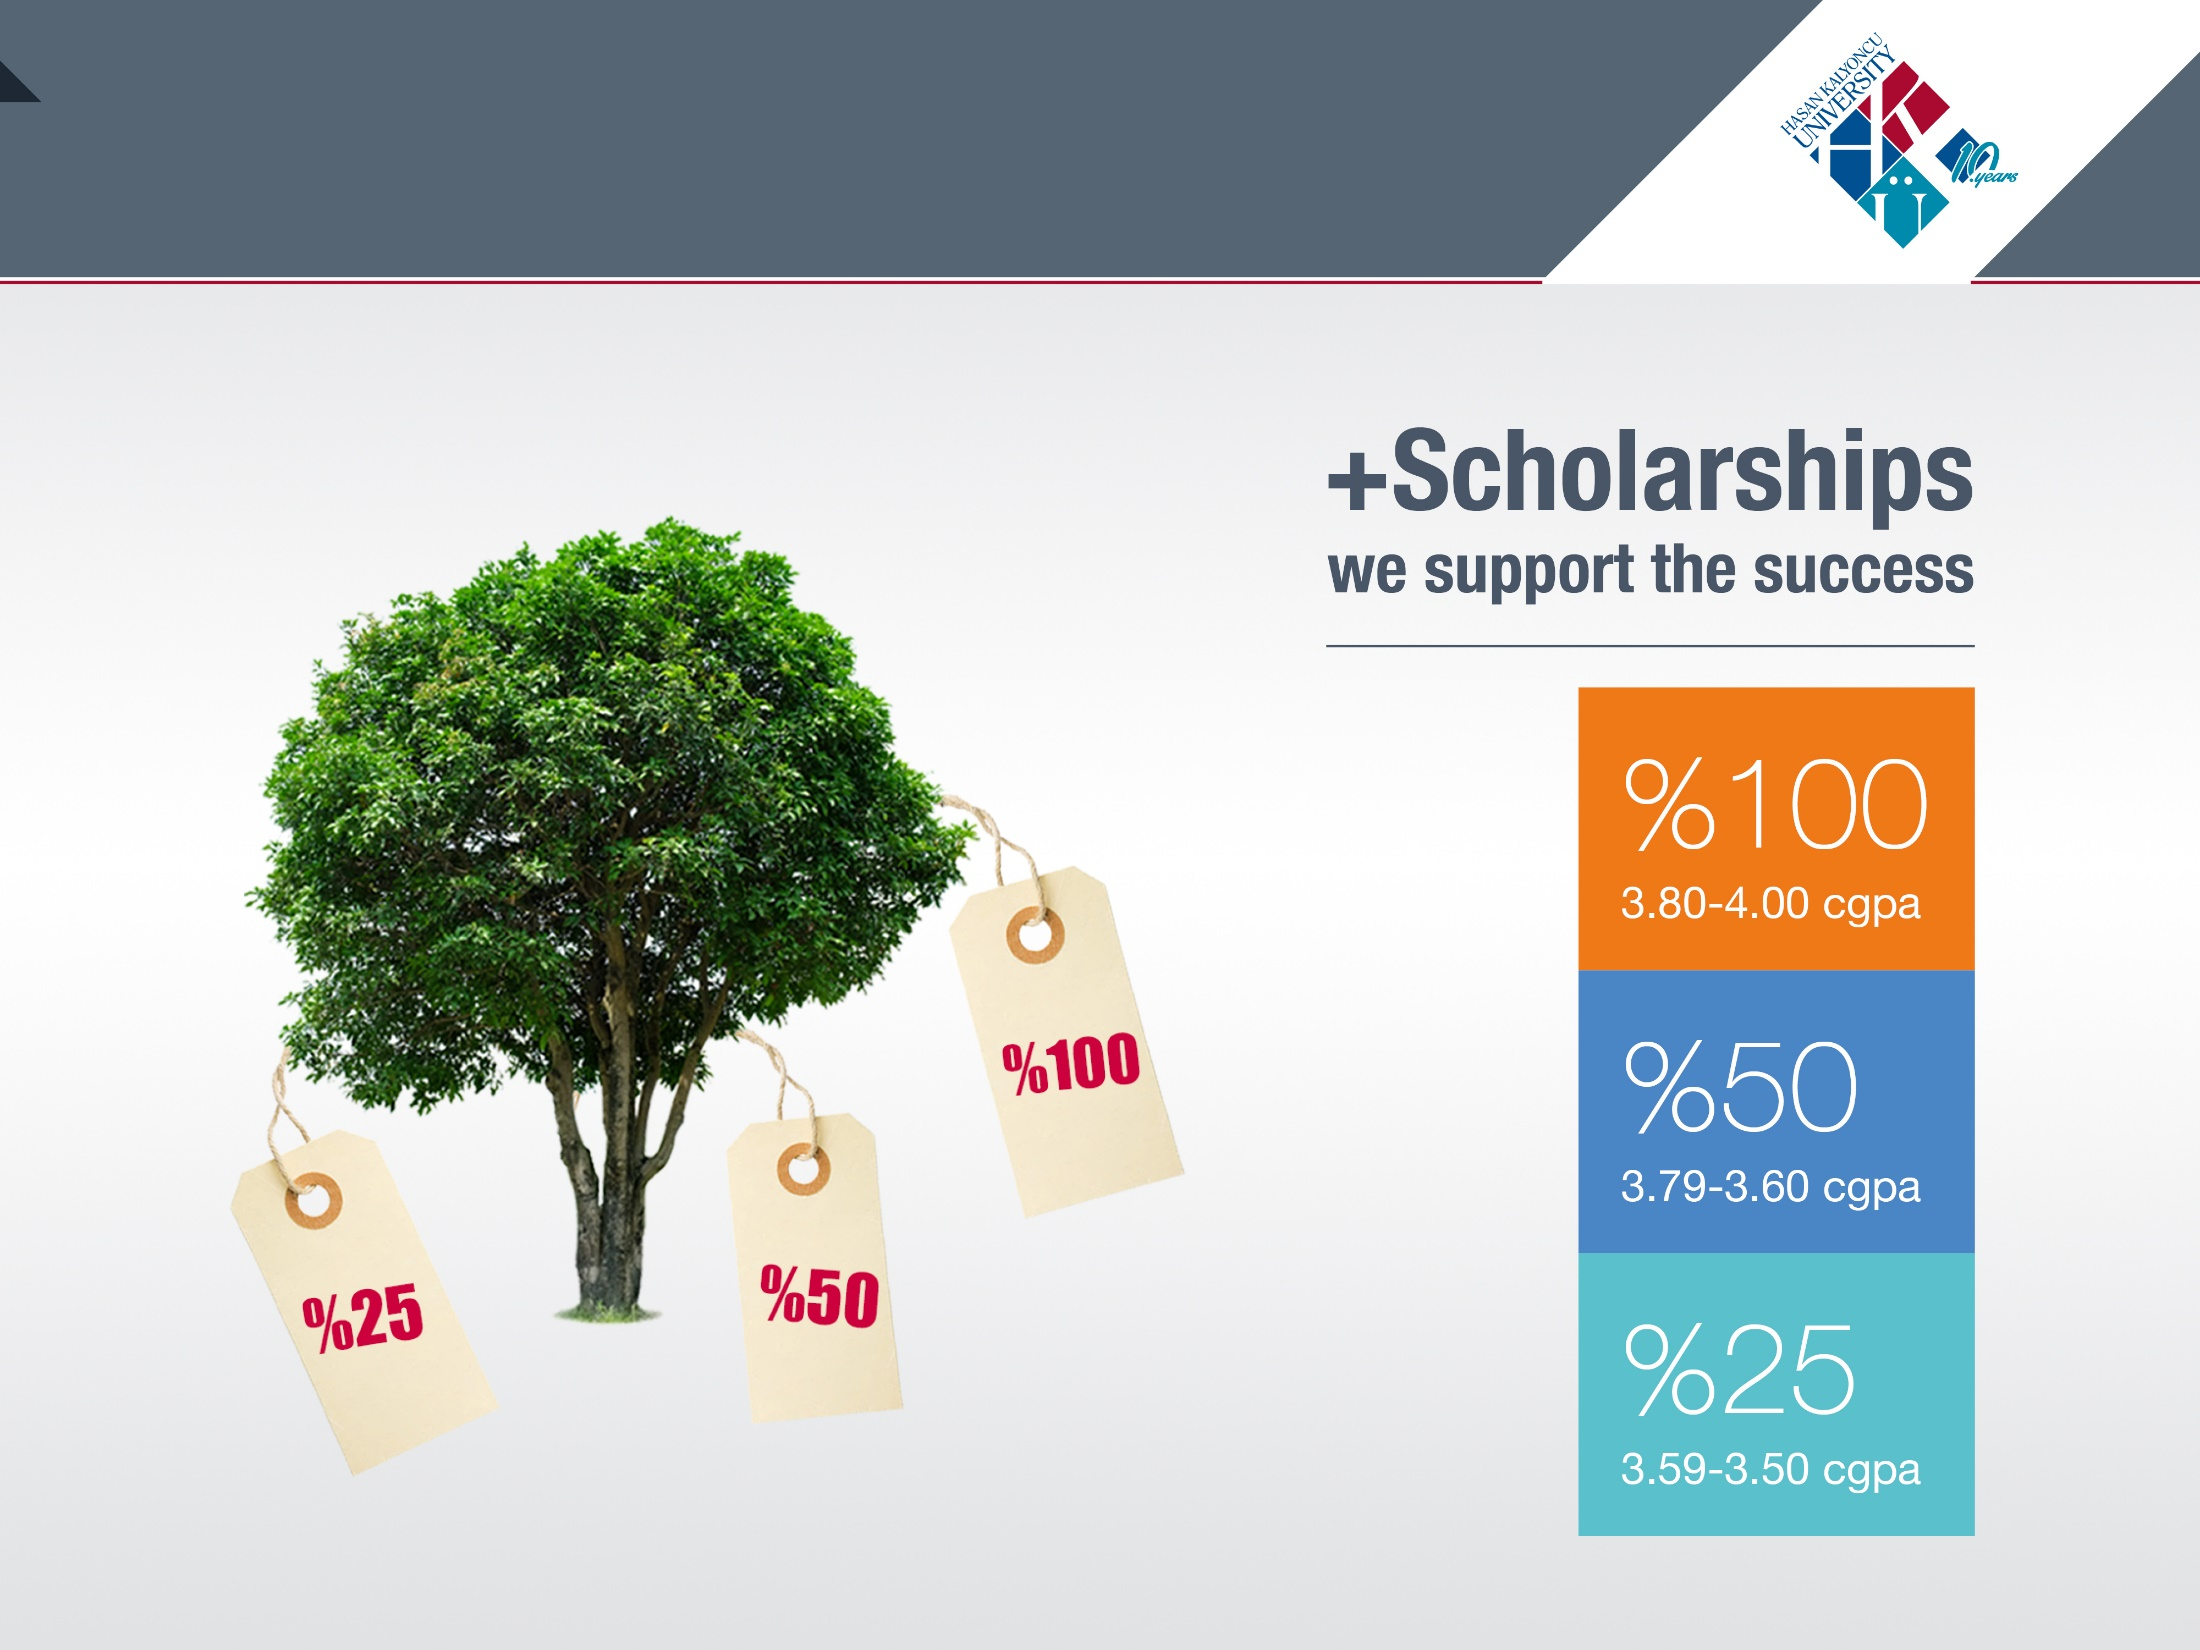 HASAN KALYONCU
UNIVERSITY
HKÜ
10.years
+Scholarships
we support the success
%100
3.80-4.00 cgpa
%50
3.79-3.60 cgpa
%25
3.59-3.50 cgpa
%100
%50
%25